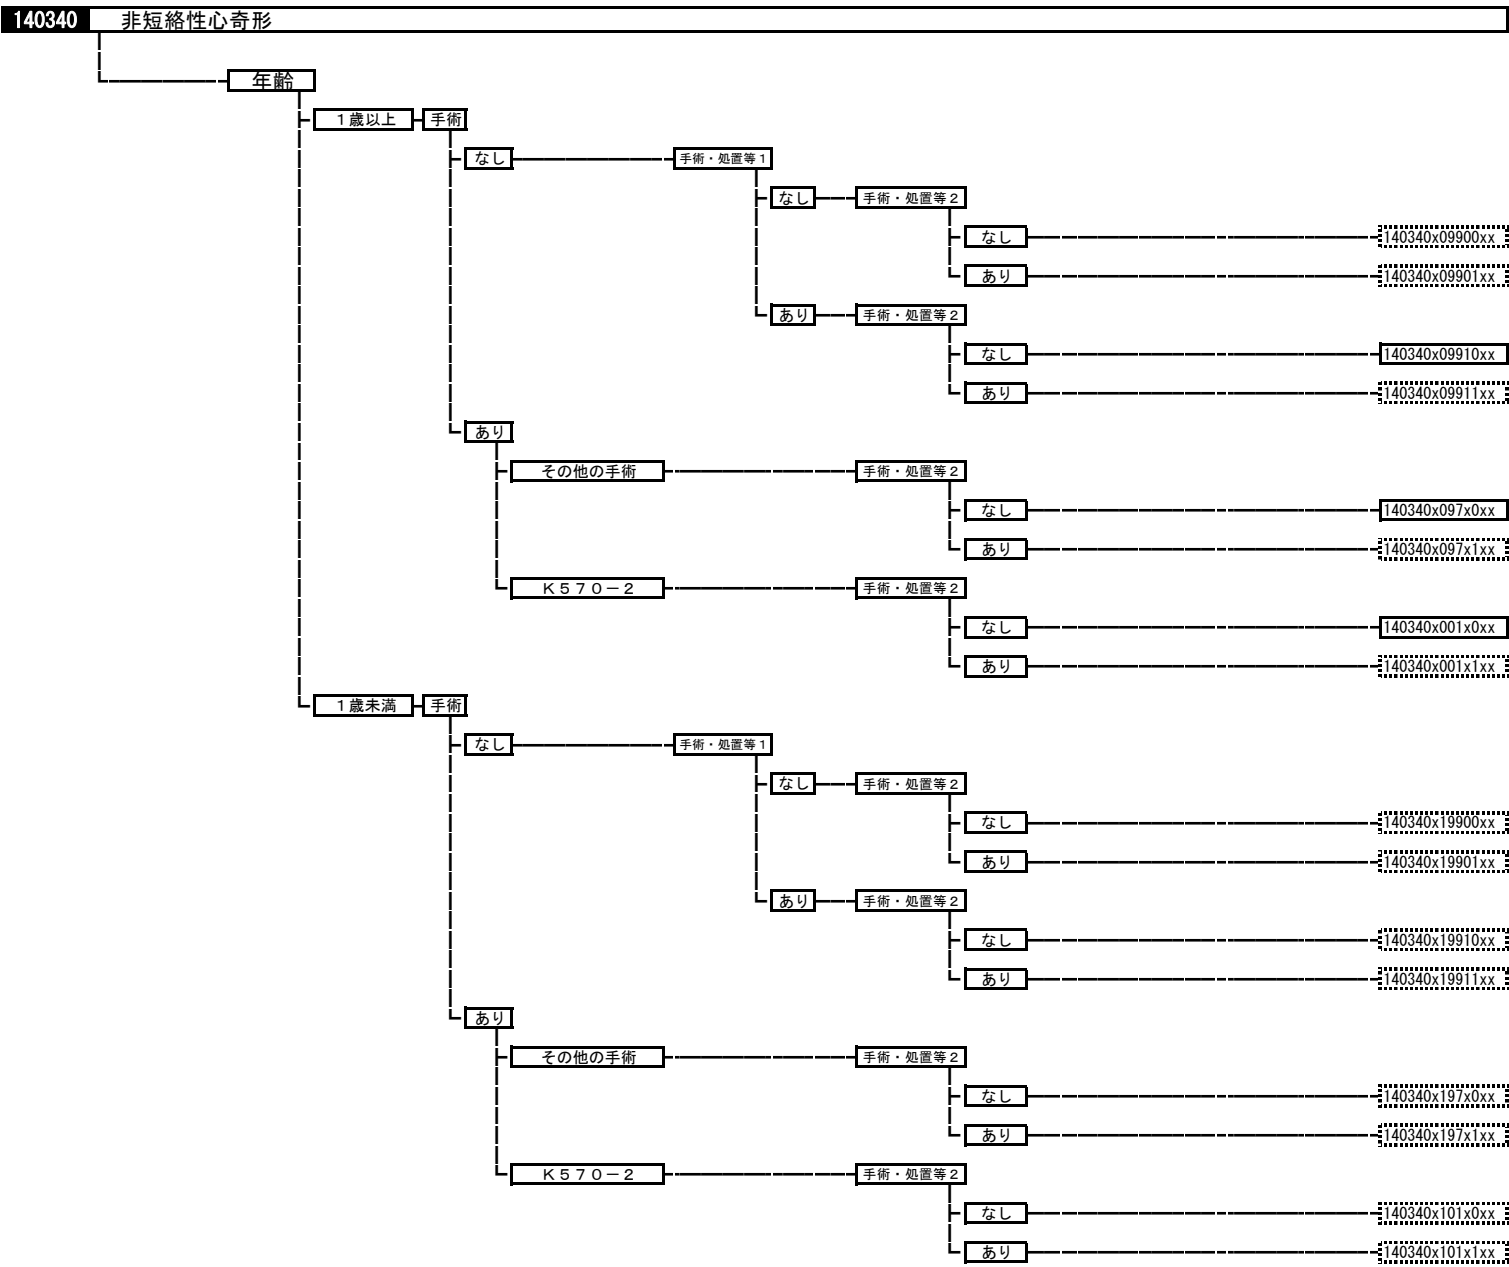 140340 非短絡性心奇形
年齢
１歳以上 手術
なし 手術・処置等１
なし 手術・処置等２
なし 140340x09900xx
あり 140340x09901xx
あり 手術・処置等２
なし 140340x09910xx
あり 140340x09911xx
あり
その他の手術 手術・処置等２
なし 140340x097x0xx
あり 140340x097x1xx
Ｋ５７０－２ 手術・処置等２
なし 140340x001x0xx
あり 140340x001x1xx
１歳未満 手術
なし 手術・処置等１
なし 手術・処置等２
なし 140340x19900xx
あり 140340x19901xx
あり 手術・処置等２
なし 140340x19910xx
あり 140340x19911xx
あり
その他の手術 手術・処置等２
なし 140340x197x0xx
あり 140340x197x1xx
Ｋ５７０－２ 手術・処置等２
なし 140340x101x0xx
あり 140340x101x1xx